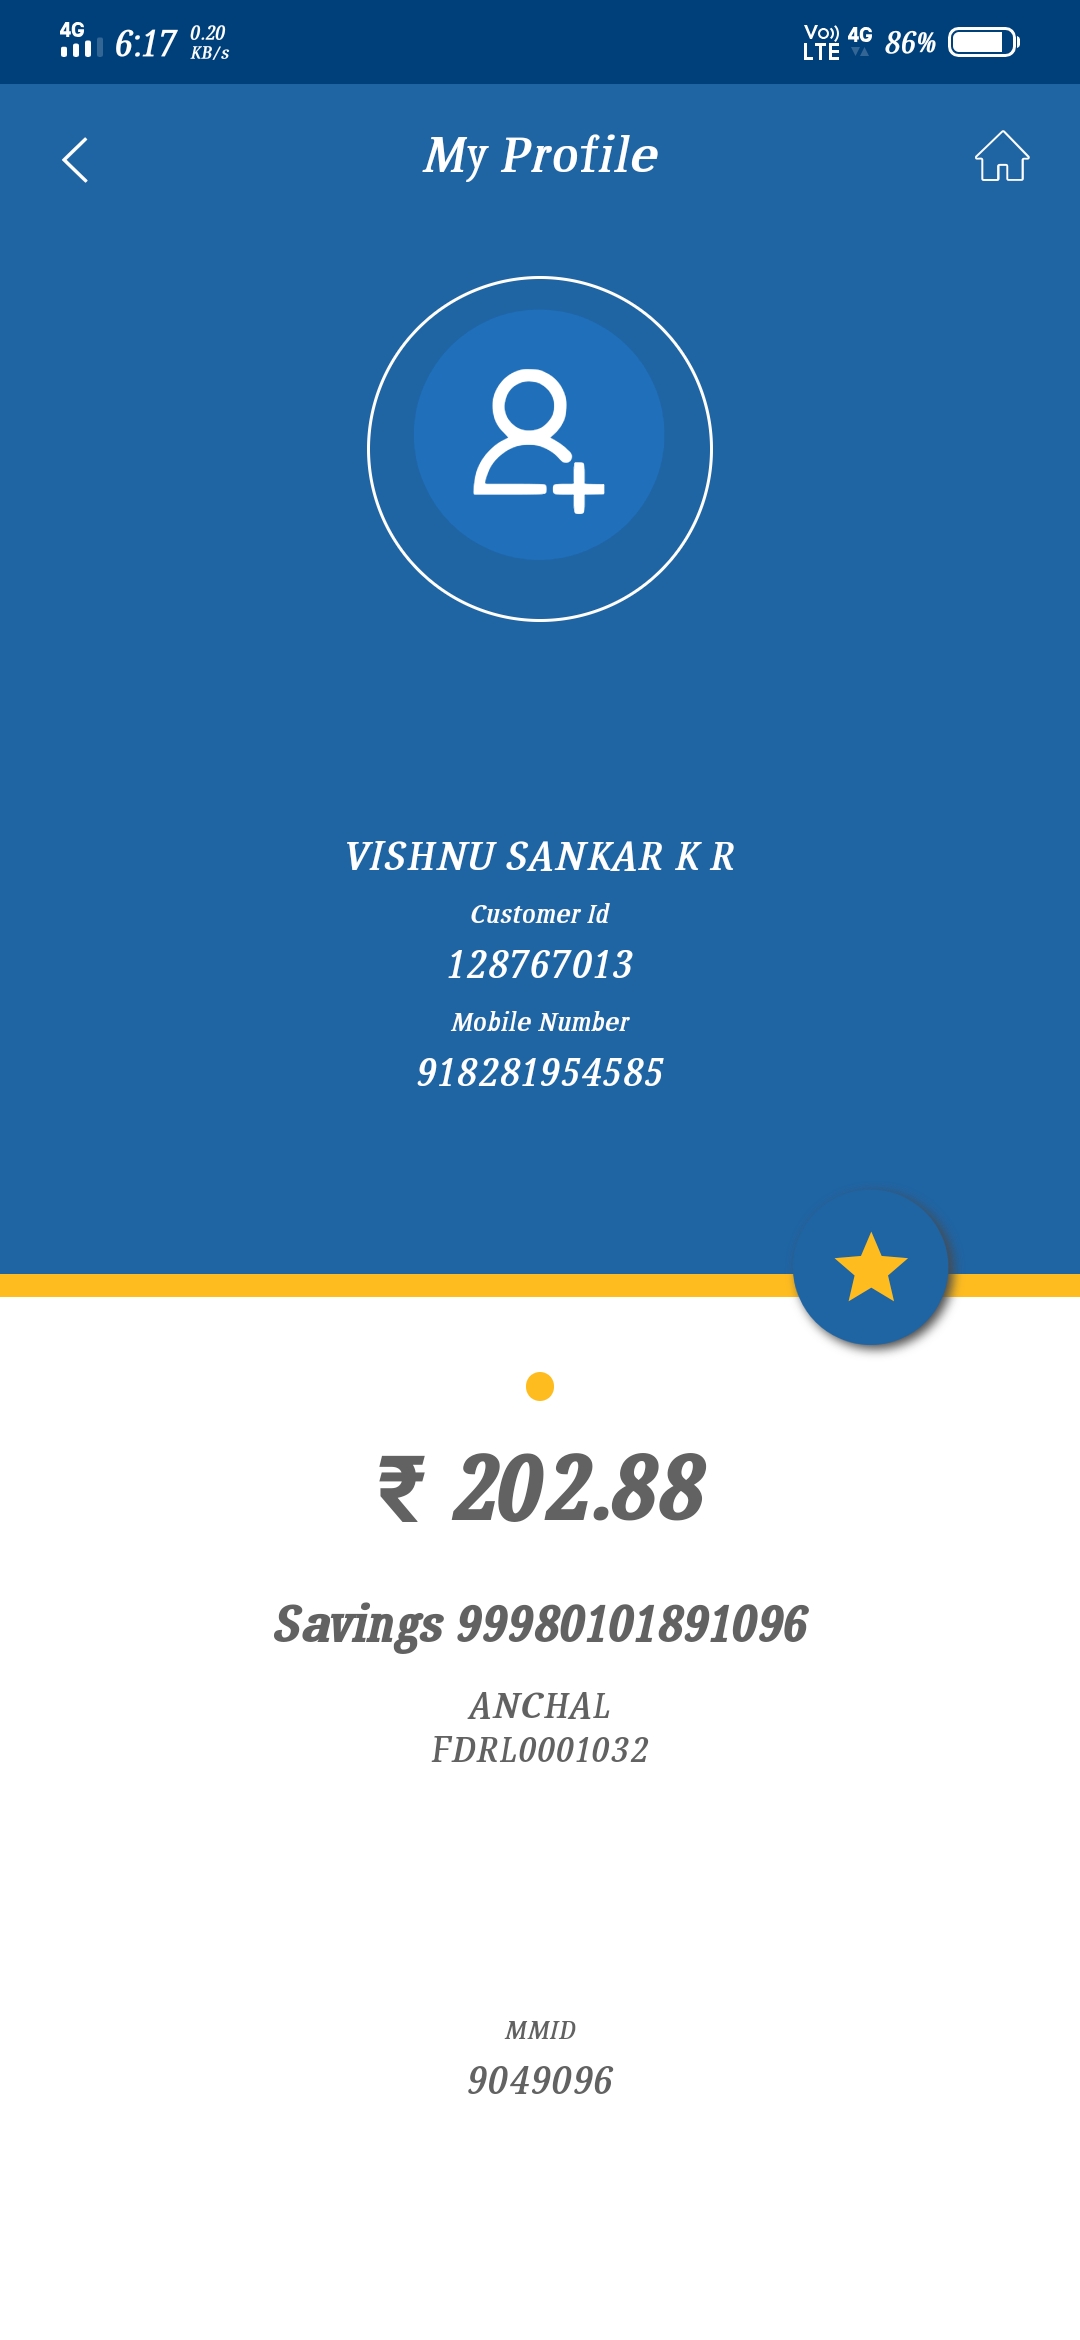 4G 6:17 0.20 KB/s Vo) LTE 4G 86%
My Profile
VISHNU SANKAR K R
Customer Id
128767013
Mobile Number
918281954585
₹ 202.88
Savings 99980101891096
ANCHAL
FDRL0001032
MMID
9049096